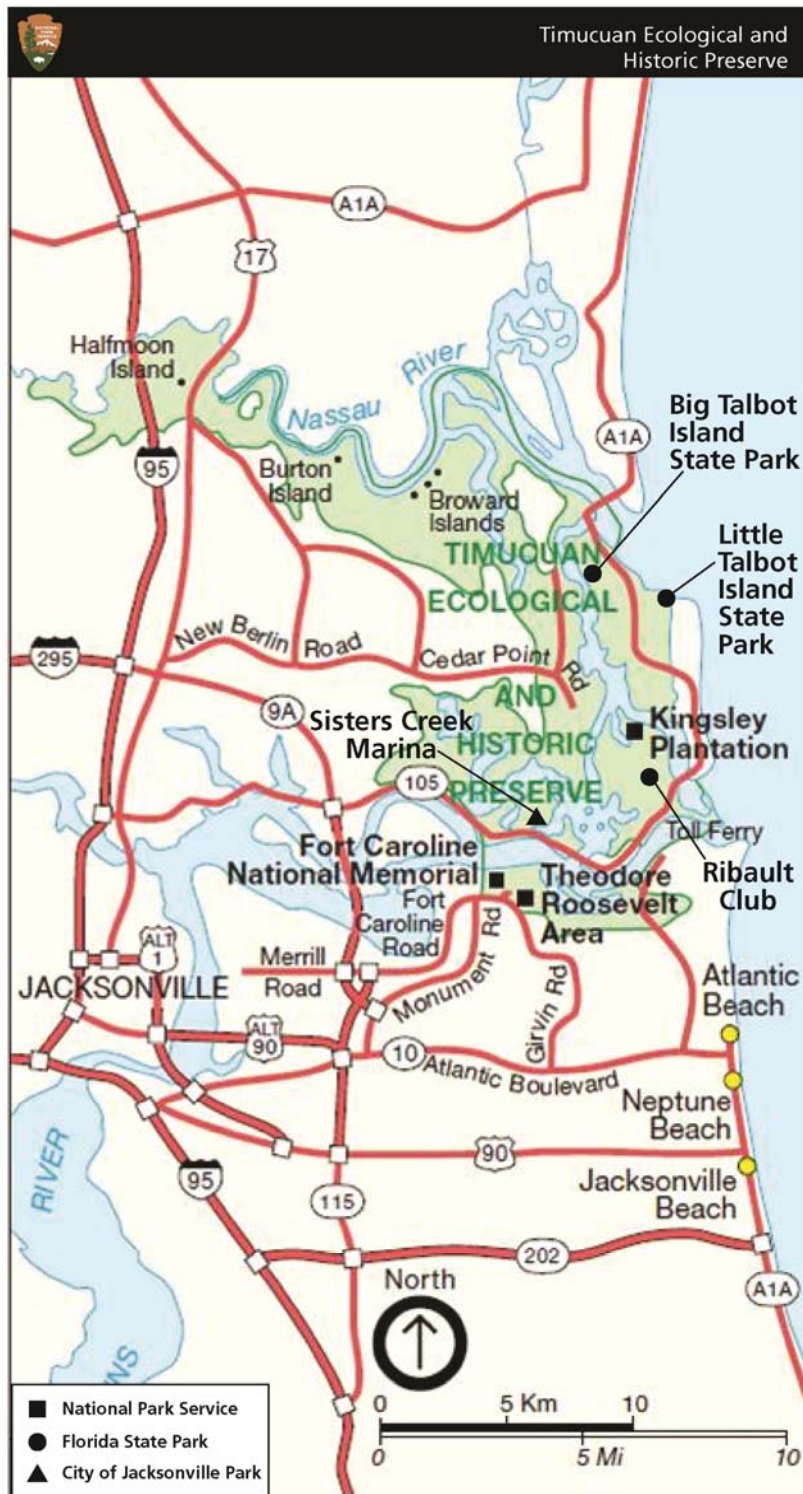 NATIONAL
PARK
SERVICE
Timucuan Ecological and
Historic Preserve
A1A
17
Halfmoon
Island
Nassau River
A1A
Big Talbot
Island
State Park
95
Burton
Island
Broward
Islands
Little
Talbot
Island
State
Park
TIMUCUAN
ECOLOGICAL
AND
HISTORIC
PRESERVE
New Berlin Road
Cedar Point
Rd
295
9A
Sisters Creek
Marina
Kingsley
Plantation
105
Toll Ferry
Fort Caroline
National Memorial
Theodore
Roosevelt
Area
Ribault
Club
Fort
Caroline
Road
Monument Rd
Girvin Rd
ALT
1
Merrill
Road
JACKSONVILLE
Atlantic
Beach
ALT
90
10
Atlantic Boulevard
Neptune
Beach
90
Jacksonville
Beach
RIVER
95
115
202
North
A1A
NS
National Park Service
Florida State Park
City of Jacksonville Park
0 5 Km 10
0 5 Mi 10